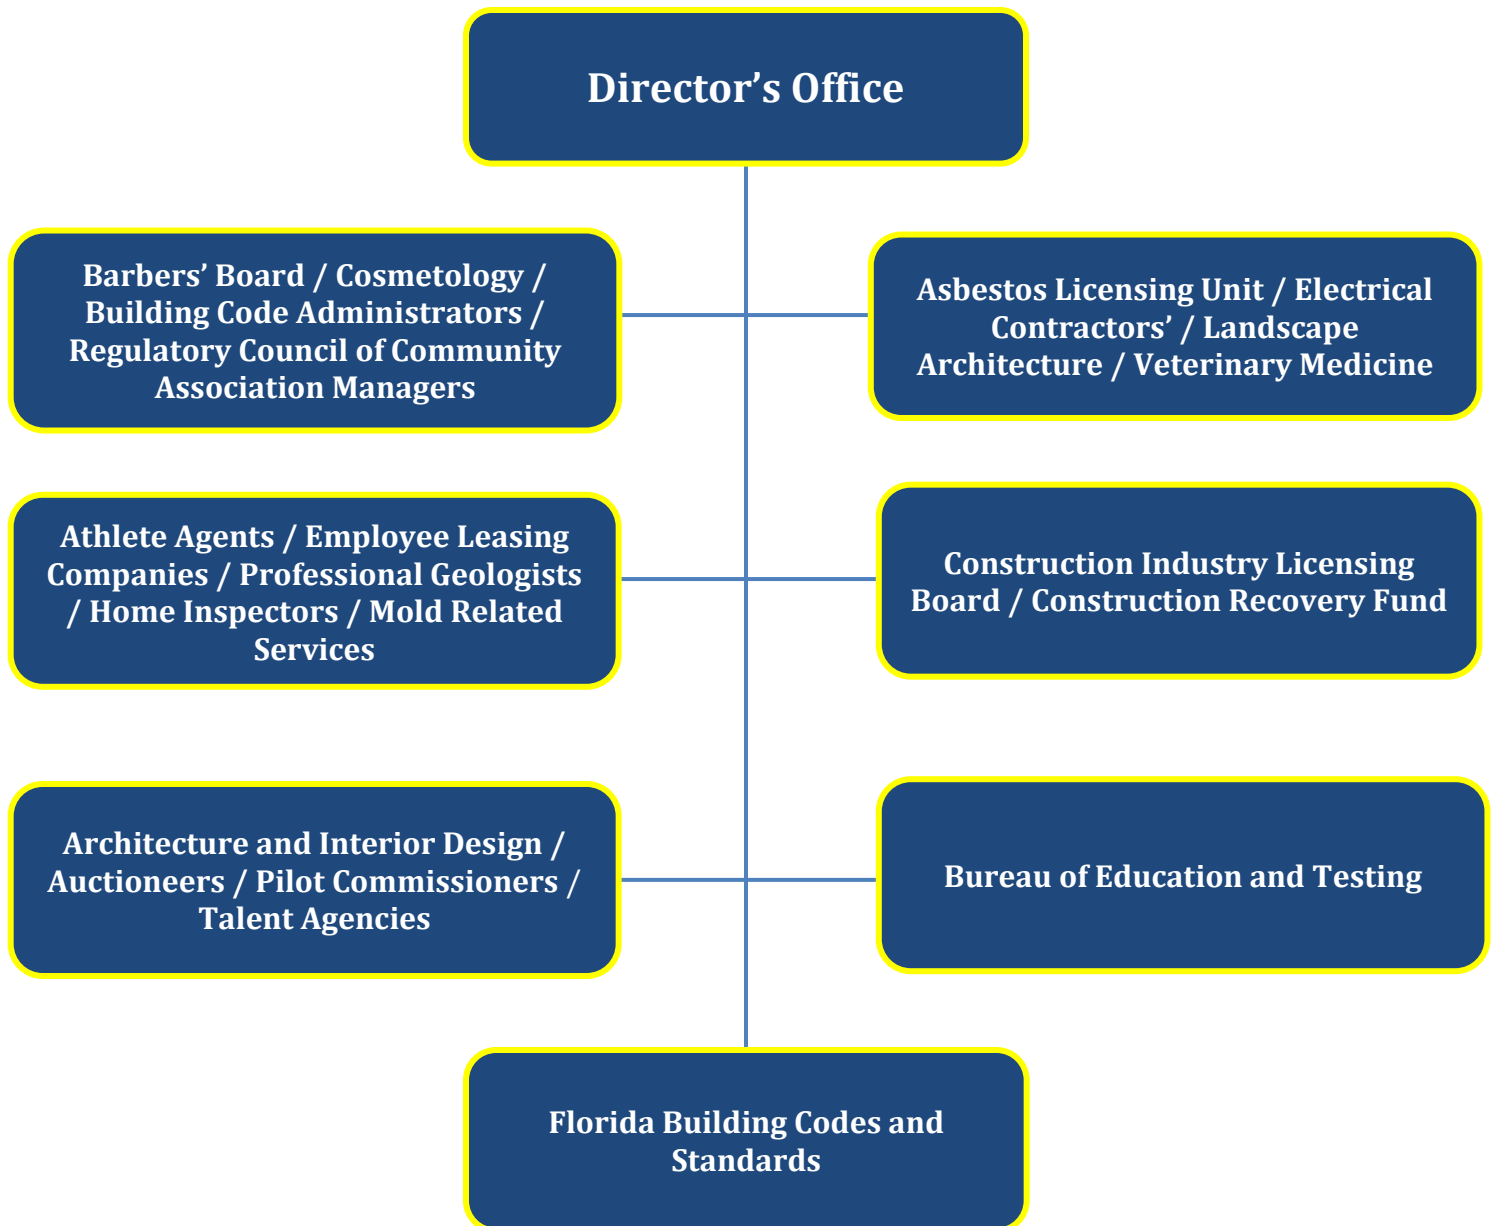 Director’s Office
Barbers’ Board / Cosmetology /
Building Code Administrators /
Regulatory Council of Community
Association Managers
Asbestos Licensing Unit / Electrical
Contractors’ / Landscape
Architecture / Veterinary Medicine
Athlete Agents / Employee Leasing
Companies / Professional Geologists
/ Home Inspectors / Mold Related
Services
Construction Industry Licensing
Board / Construction Recovery Fund
Architecture and Interior Design /
Auctioneers / Pilot Commissioners /
Talent Agencies
Bureau of Education and Testing
Florida Building Codes and
Standards